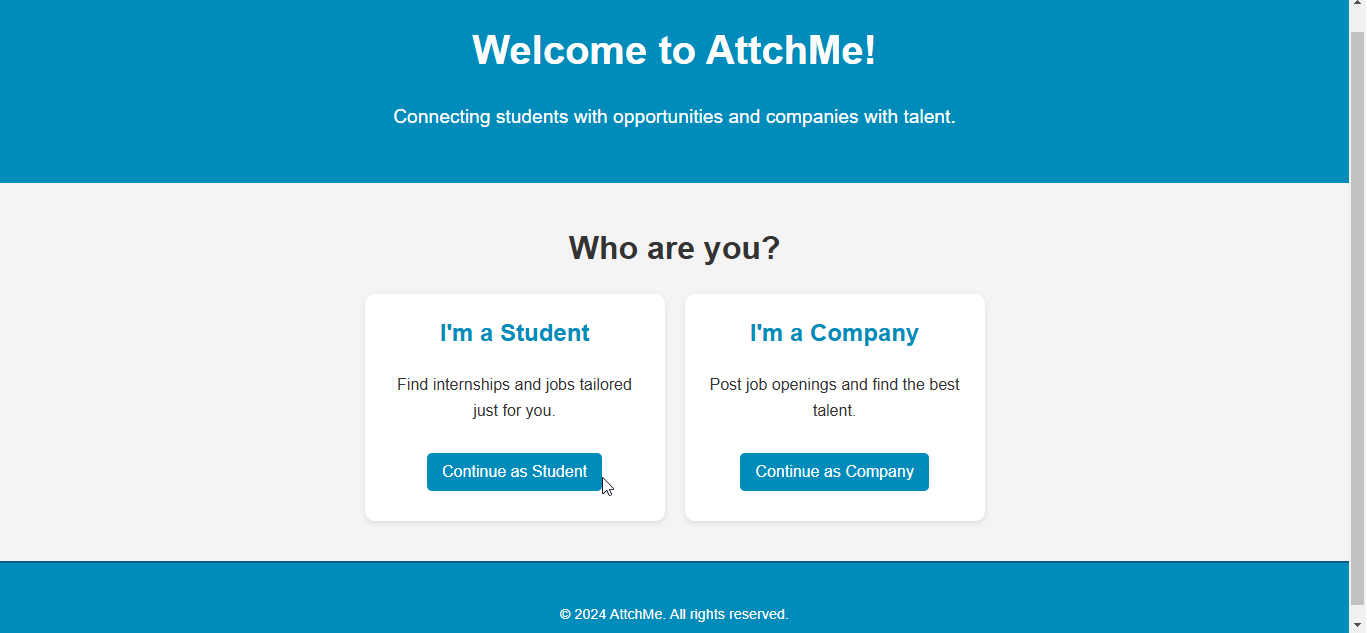 Welcome to AttchMe!
Connecting students with opportunities and companies with talent.
Who are you?
I'm a Student
Find internships and jobs tailored
just for you.
Continue as Student
I'm a Company
Post job openings and find the best
talent.
Continue as Company
© 2024 AttchMe. All rights reserved.